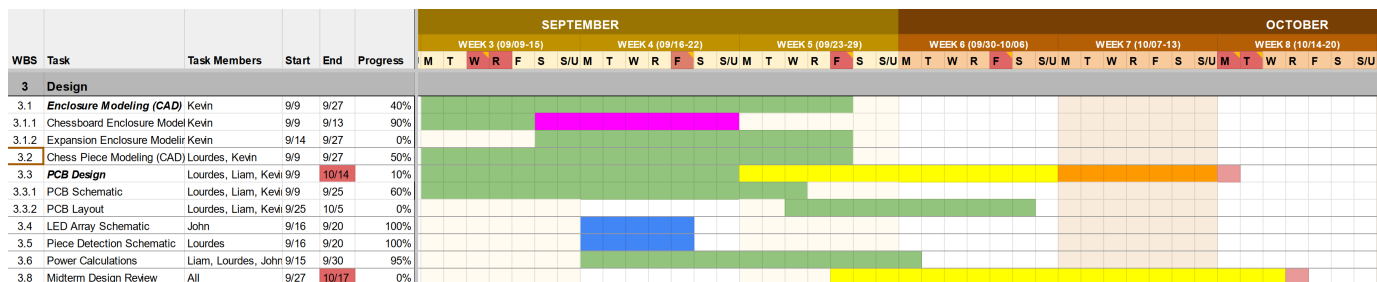 SEPTEMBER OCTOBER
WEEK 3 (09/09-15) WEEK 4 (09/16-22) WEEK 5 (09/23-29) WEEK 6 (09/30-10/06) WEEK 7 (10/07-13) WEEK 8 (10/14-20)
WBS Task Task Members Start End Progress M T W R F S S/U M T W R F S S/U M T W R F S S/U M T W R F S S/U M T W R F S S/U M T W R F S S/U
3 Design
3.1 Enclosure Modeling (CAD) Kevin 9/9 9/27 40%
3.1.1 Chessboard Enclosure Model Kevin 9/9 9/13 90%
3.1.2 Expansion Enclosure Modelin Kevin 9/14 9/27 0%
3.2 Chess Piece Modeling (CAD) Lourdes, Kevin 9/9 9/27 50%
3.3 PCB Design Lourdes, Liam, Kevi 9/9 10/14 10%
3.3.1 PCB Schematic Lourdes, Liam, Kevi 9/9 9/25 60%
3.3.2 PCB Layout Lourdes, Liam, Kevi 9/25 10/5 0%
3.4 LED Array Schematic John 9/16 9/20 100%
3.5 Piece Detection Schematic Lourdes 9/16 9/20 100%
3.6 Power Calculations Liam, Lourdes, John 9/15 9/30 95%
3.8 Midterm Design Review All 9/27 10/17 0%